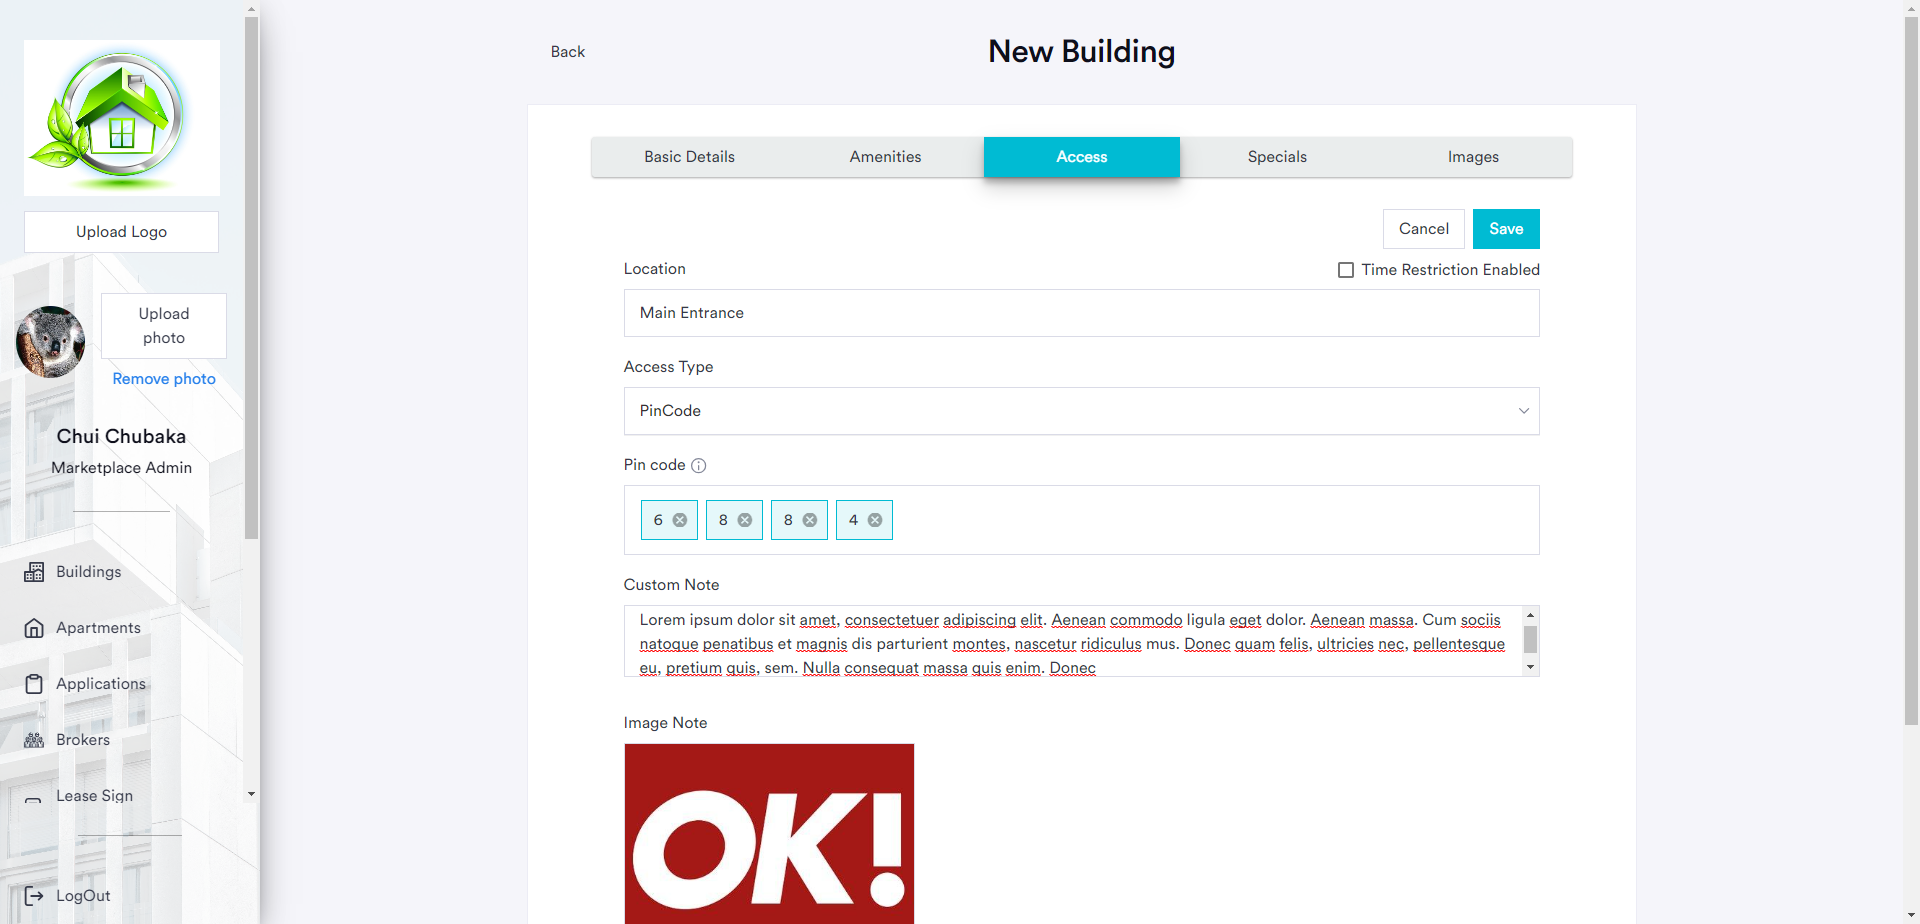 Back
New Building
Basic Details
Amenities
Access
Specials
Images
Upload Logo
Cancel
Save
Location
Time Restriction Enabled
Main Entrance
Upload
photo
Remove photo
Access Type
PinCode
Chui Chubaka
Marketplace Admin
Pin code
6
8
8
4
Custom Note
Lorem ipsum dolor sit amet, consectetuer adipiscing elit. Aenean commodo ligula eget dolor. Aenean massa. Cum sociis
natoque penatibus et magnis dis parturient montes, nascetur ridiculus mus. Donec quam felis, ultricies nec, pellentesque
eu, pretium quis, sem. Nulla consequat massa quis enim. Donec
Image Note
OK!
Buildings
Apartments
Applications
Brokers
Lease Sign
LogOut